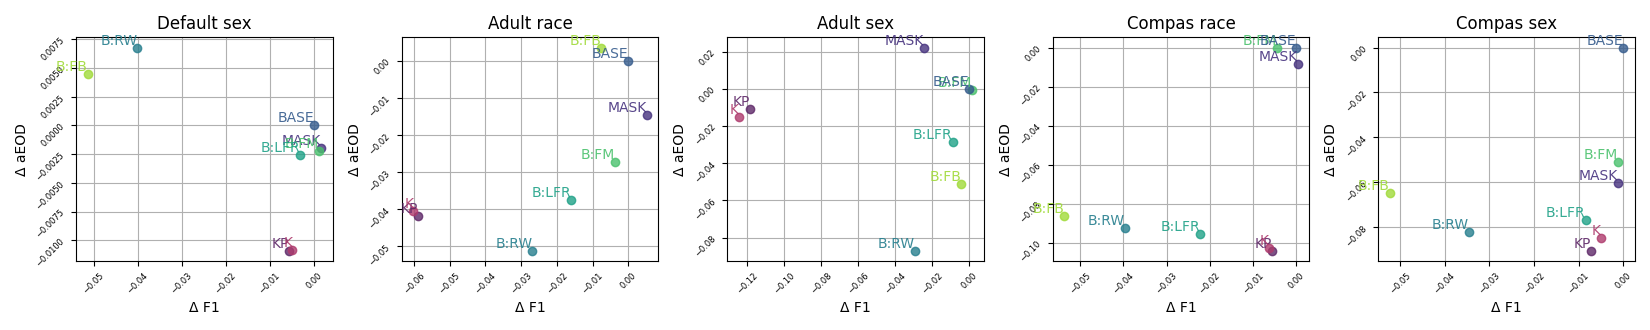 Default sex
Δ aEOD
0.0075
0.0050
0.0025
0.0000
−0.0025
−0.0050
−0.0075
−0.0100
B:RW
B:FB
BASE
MASK
B:FM
B:LFR
KP
K
−0.05
−0.04
−0.03
−0.02
−0.01
0.00
Δ F1
Adult race
Δ aEOD
0.00
−0.01
−0.02
−0.03
−0.04
−0.05
B:FB
BASE
MASK
B:FM
B:LFR
K
KP
B:RW
−0.06
−0.05
−0.04
−0.03
−0.02
−0.01
0.00
Δ F1
Adult sex
Δ aEOD
0.02
0.00
−0.02
−0.04
−0.06
−0.08
MASK
BASE
B:FM
KP
K
B:LFR
B:FB
B:RW
−0.12
−0.10
−0.08
−0.06
−0.04
−0.02
0.00
Δ F1
Compas race
Δ aEOD
0.00
−0.02
−0.04
−0.06
−0.08
−0.10
B:FM
BASE
MASK
B:FB
B:RW
B:LFR
K
KP
−0.05
−0.04
−0.03
−0.02
−0.01
0.00
Δ F1
Compas sex
Δ aEOD
0.00
−0.02
−0.04
−0.06
−0.08
BASE
B:FM
MASK
B:FB
B:LFR
B:RW
K
KP
−0.05
−0.04
−0.03
−0.02
−0.01
0.00
Δ F1